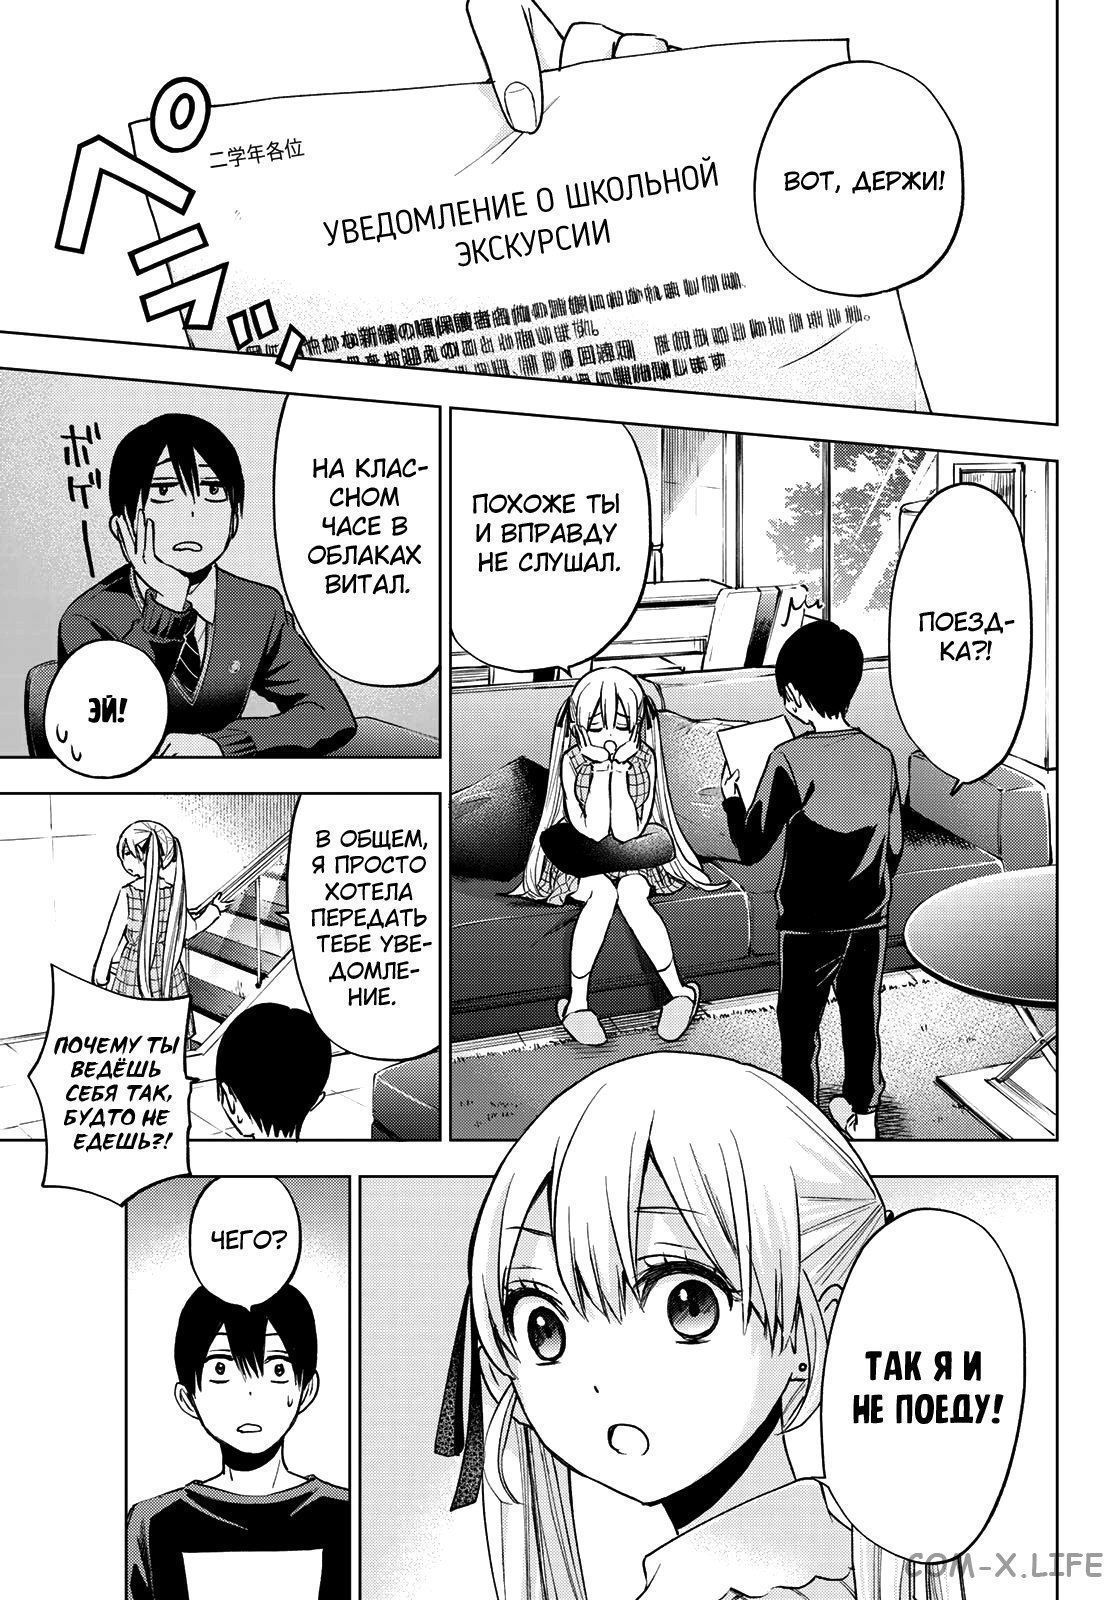 ВОТ, ДЕРЖИ!
ペラッ
二学年各位
УВЕДОМЛЕНИЕ О ШКОЛЬНОЙ
ЭКСКУРСИИ
ПОЕЗД-
КА?!
ПОХОЖЕ ТЫ
И ВПРАВДУ
НЕ СЛУШАЛ.
НА КЛАС-
СНОМ
ЧАСЕ В
ОБЛАКАХ
ВИТАЛ.
ボゲー
ЭЙ!
В ОБЩЕМ,
Я ПРОСТО
ХОТЕЛА
ПЕРЕДАТЬ
ТЕБЕ УВЕ-
ДОМЛЕ-
НИЕ.
ПОЧЕМУ ТЫ
ВЕДЁШЬ
СЕБЯ ТАК,
БУДТО НЕ
ЕДЕШЬ?!
ТАК Я И
НЕ ПОЕДУ!
ЧЕГО?
COM-X.LIFE